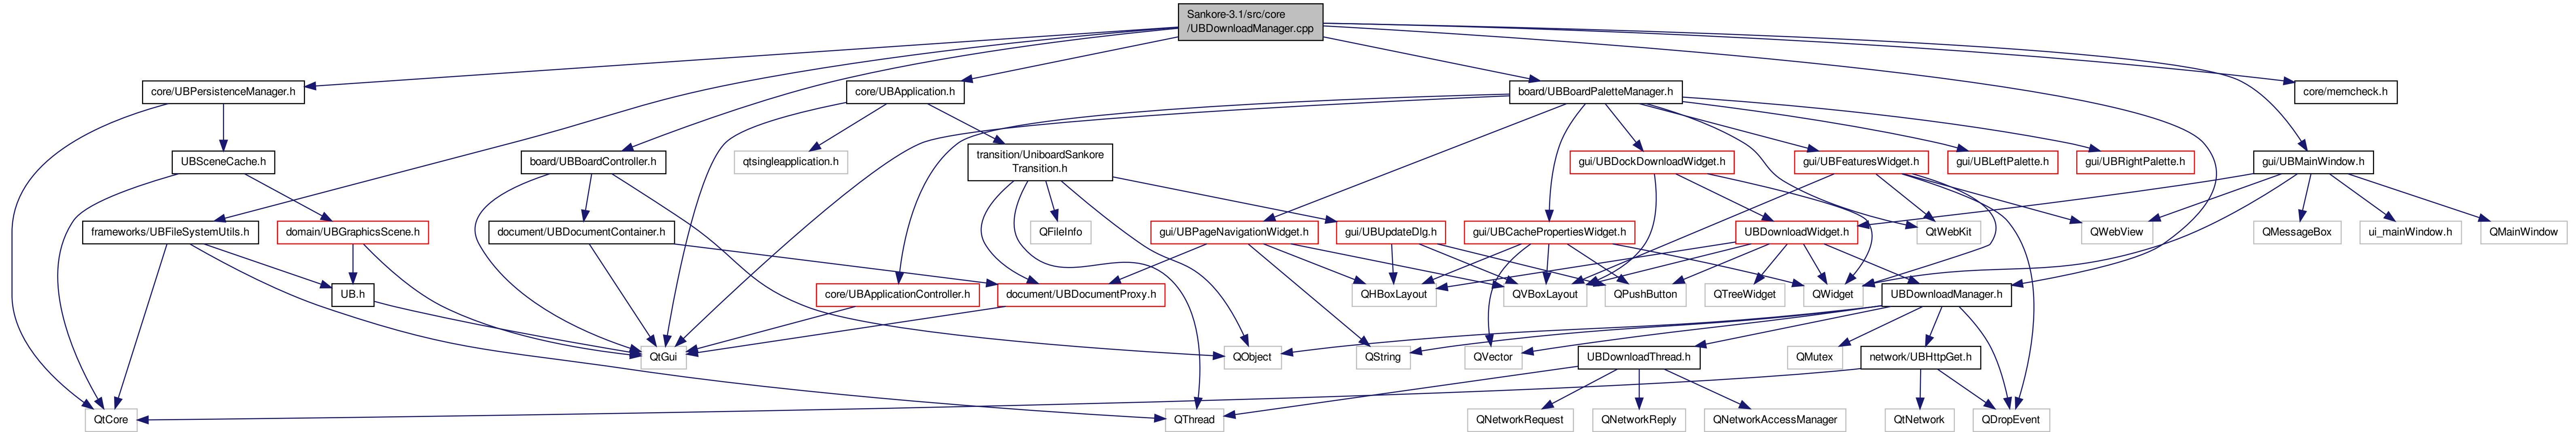 Sankore-3.1/src/core
/UBDownloadManager.cpp
core/UBPersistenceManager.h
core/UBApplication.h
board/UBBoardPaletteManager.h
core/memcheck.h
UBSceneCache.h
board/UBBoardController.h
qtsingleapplication.h
transition/UniboardSankore
Transition.h
gui/UBDockDownloadWidget.h
gui/UBFeaturesWidget.h
gui/UBLeftPalette.h
gui/UBRightPalette.h
gui/UBMainWindow.h
frameworks/UBFileSystemUtils.h
domain/UBGraphicsScene.h
document/UBDocumentContainer.h
QFileInfo
gui/UBPageNavigationWidget.h
gui/UBUpdateDlg.h
gui/UBCachePropertiesWidget.h
UBDownloadWidget.h
QtWebKit
QWebView
QMessageBox
ui_mainWindow.h
QMainWindow
UB.h
core/UBApplicationController.h
document/UBDocumentProxy.h
QHBoxLayout
QVBoxLayout
QPushButton
QTreeWidget
QWidget
UBDownloadManager.h
QtGui
QObject
QString
QVector
UBDownloadThread.h
QMutex
network/UBHttpGet.h
QtCore
QThread
QNetworkRequest
QNetworkReply
QNetworkAccessManager
QtNetwork
QDropEvent